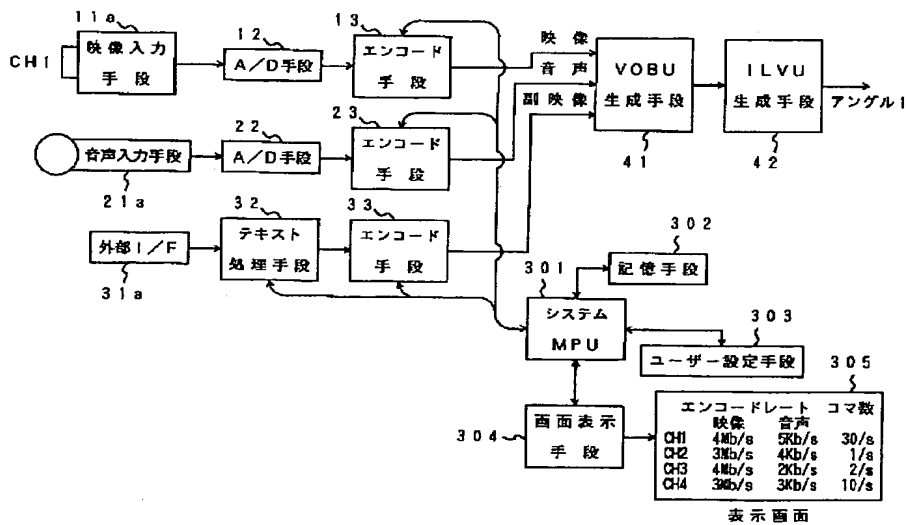 11a
映像入力
手段
CH1
12
A/D手段
13
エンコード
手段
映像
音声
副映像
VOBU
生成手段
41
ILVU
生成手段
42
アングル1
音声入力手段
21a
22
A/D手段
23
エンコード
手段
外部I/F
31a
32
テキスト
処理手段
33
エンコード
手段
301
システム
MPU
302
記憶手段
303
ユーザー設定手段
304
画面表示
手段
305
エンコードレート コマ数
映像 音声
CH1 4Mb/s 5Kb/s 30/s
CH2 3Mb/s 4Kb/s 1/s
CH3 4Mb/s 2Kb/s 2/s
CH4 3Mb/s 3Kb/s 10/s
表示画面